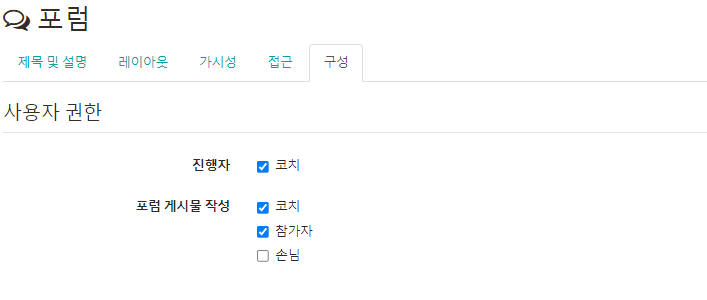 포럼
제목 및 설명 레이아웃 가시성 접근 구성
사용자 권한
진행자 코치
포럼 게시물 작성 코치
참가자
손님